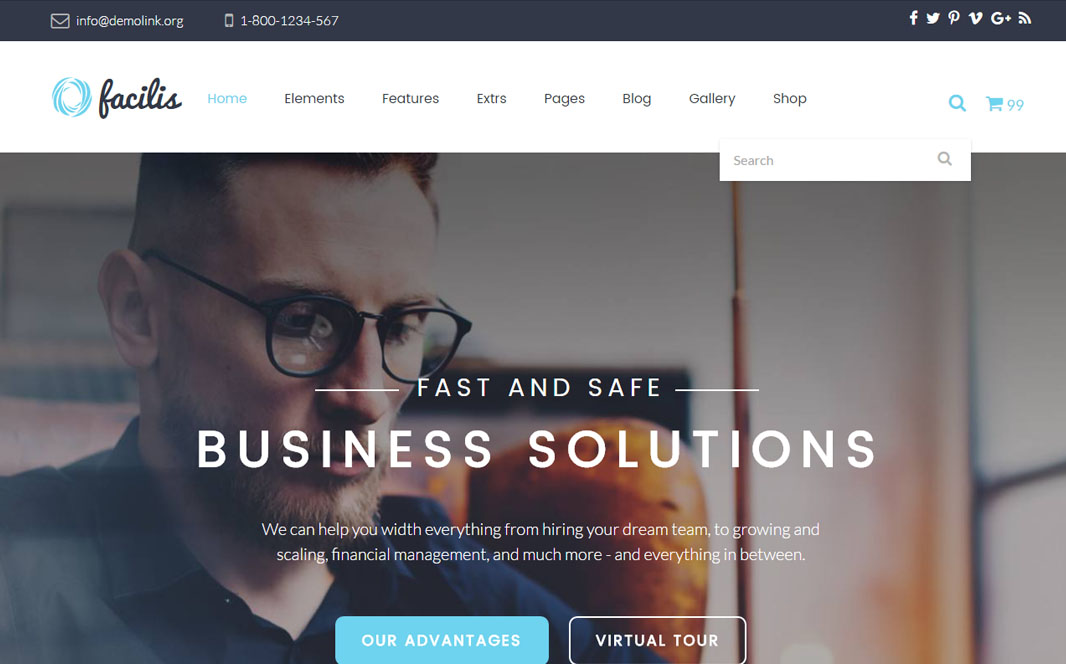 info@demolink.org 1-800-1234-567
facilis Home Elements Features Extrs Pages Blog Gallery Shop 99
Search
FAST AND SAFE
BUSINESS SOLUTIONS
We can help you width everything from hiring your dream team, to growing and
scaling, financial management, and much more - and everything in between.
OUR ADVANTAGES VIRTUAL TOUR